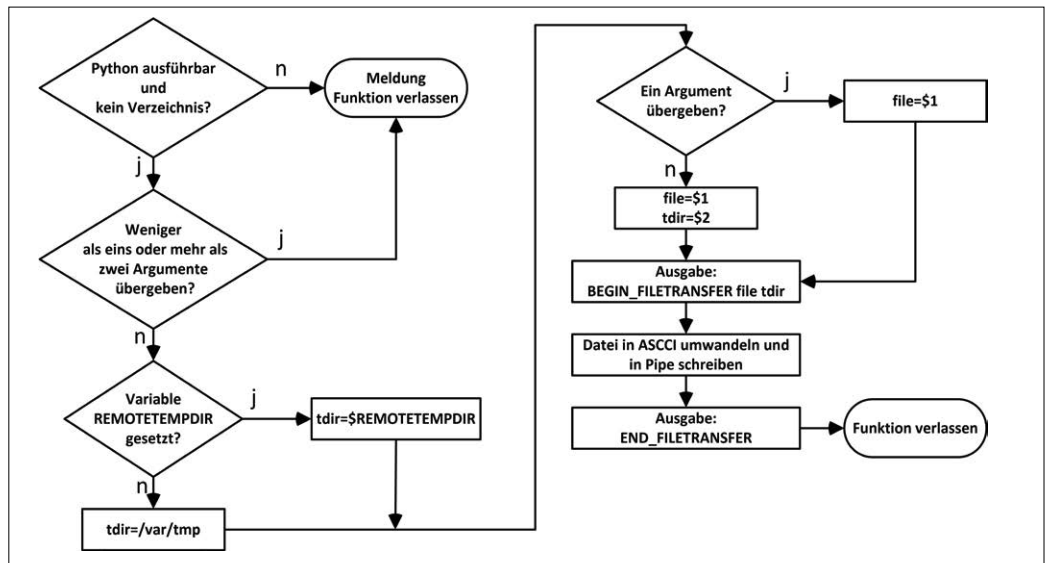 Python ausführbar
und
kein Verzeichnis?
n
Meldung
Funktion verlassen
j
Weniger
als eins oder mehr als
zwei Argumente
übergeben?
j
n
Variable
REMOTETEMPDIR
gesetzt?
j
tdir=$REMOTETEMPDIR
n
tdir=/var/tmp
Ein Argument
übergeben?
j
file=$1
n
file=$1
tdir=$2
Ausgabe:
BEGIN_FILETRANSFER file tdir
Datei in ASCCI umwandeln und
in Pipe schreiben
Ausgabe:
END_FILETRANSFER
Funktion verlassen